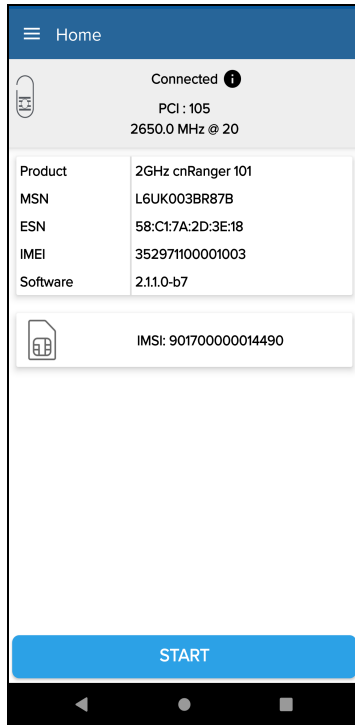 Home
Connected
PCI : 105
2650.0 MHz @ 20
Product 2GHz cnRanger 101
MSN L6UK003BR87B
ESN 58:C1:7A:2D:3E:18
IMEI 352971100001003
Software 2.1.1.0-b7
IMSI: 901700000014490
START